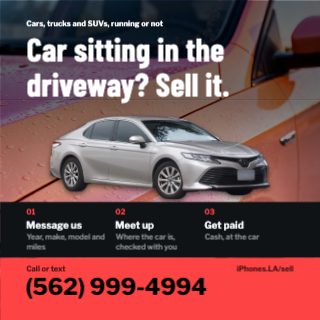 Cars, trucks and SUVs, running or not
Car sitting in the
driveway? Sell it.
01
Message us
Year, make, model and
miles
02
Meet up
Where the car is,
checked with you
03
Get paid
Cash, at the car
Call or text
(562) 999-4994
iPhones.LA/sell